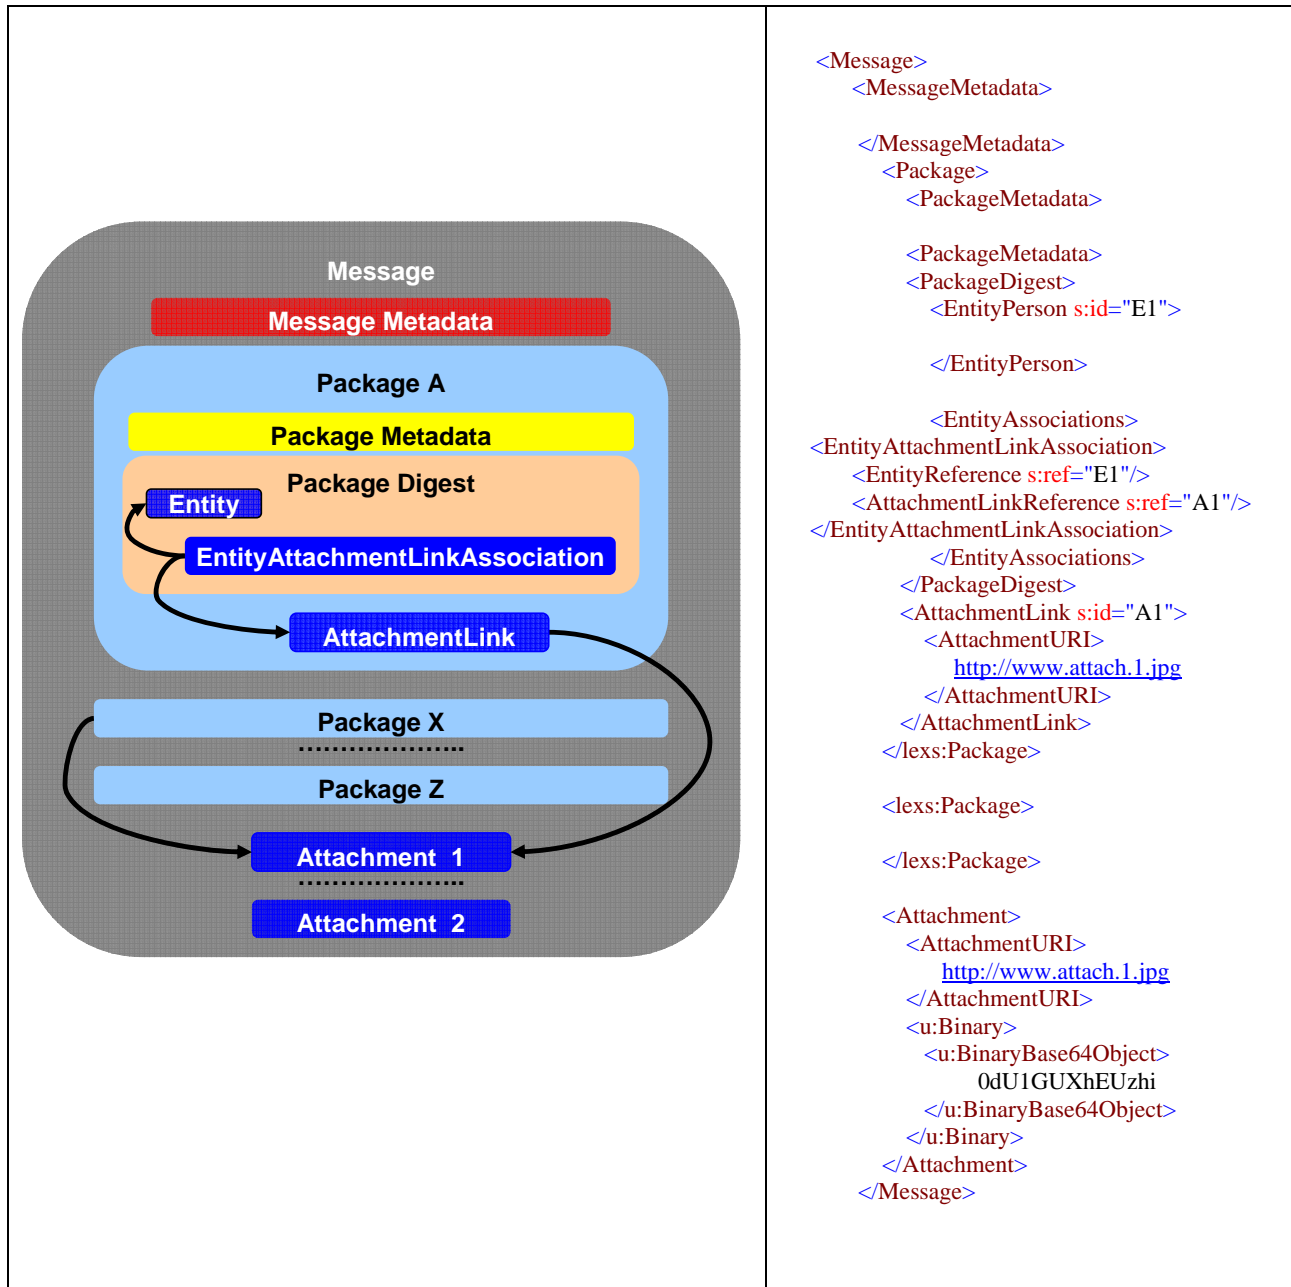 Message
Message Metadata
Package A
Package Metadata
Package Digest
Entity
EntityAttachmentLinkAssociation
AttachmentLink
Package X
.....................
Package Z
Attachment 1
.....................
Attachment 2
<Message>
<MessageMetadata>
</MessageMetadata>
<Package>
<PackageMetadata>
<PackageMetadata>
<PackageDigest>
<EntityPerson s:id="E1">
</EntityPerson>
<EntityAssociations>
<EntityAttachmentLinkAssociation>
<EntityReference s:ref="E1"/>
<AttachmentLinkReference s:ref="A1"/>
</EntityAttachmentLinkAssociation>
</EntityAssociations>
</PackageDigest>
<AttachmentLink s:id="A1">
<AttachmentURI>
http://www.attach.1.jpg
</AttachmentURI>
</AttachmentLink>
</lexs:Package>
<lexs:Package>
</lexs:Package>
<Attachment>
<AttachmentURI>
http://www.attach.1.jpg
</AttachmentURI>
<u:Binary>
<u:BinaryBase64Object>
0dU1GUXhEUzhi
</u:BinaryBase64Object>
</u:Binary>
</Attachment>
</Message>